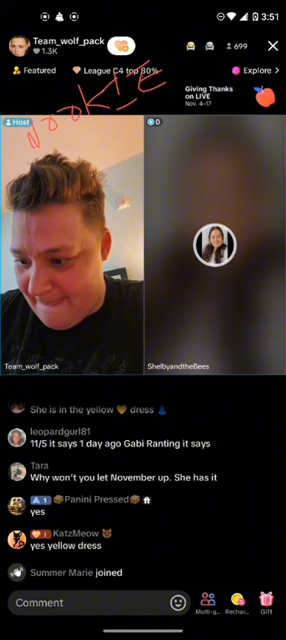 3:51
Team_wolf_pack
1.3K
699
Featured
League C4 top 80%
Explore >
Giving Thanks
on LIVE
Nov. 4-17
NOOKIE
Host
0
Team_wolf_pack
ShelbyandtheBees
She is in the yellow 💛 dress 👗
leopardgurl81
11/5 it says 1 day ago Gabi Ranting it says
Tara
Why won't you let November up. She has it
A 1 📦Panini Pressed📦🏠
yes
1 KatzMeow 😼
yes yellow dress
Summer Marie joined
Comment
Multi-g...
Rechar...
Gift